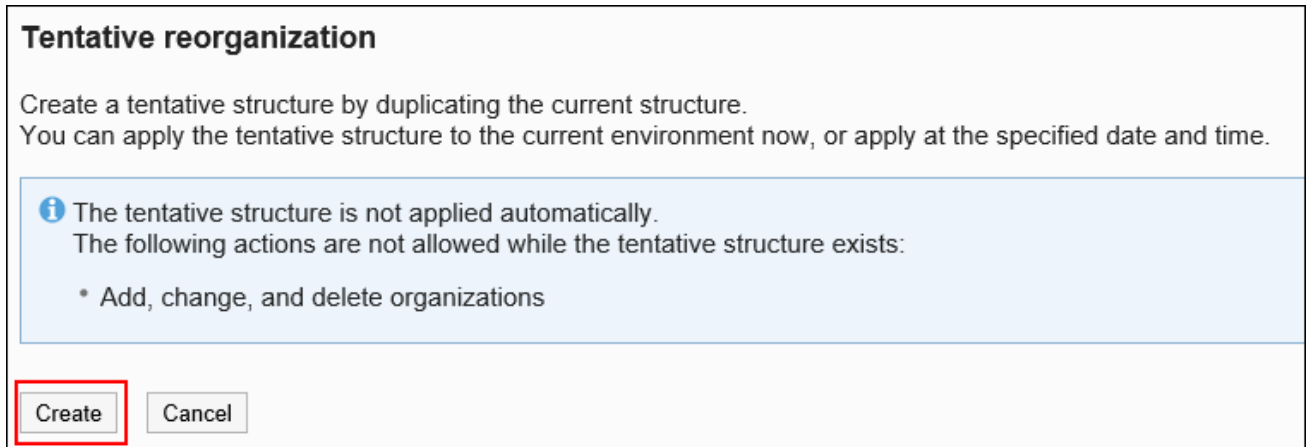 Tentative reorganization
Create a tentative structure by duplicating the current structure.
You can apply the tentative structure to the current environment now, or apply at the specified date and time.
The tentative structure is not applied automatically.
The following actions are not allowed while the tentative structure exists:
• Add, change, and delete organizations
Create Cancel